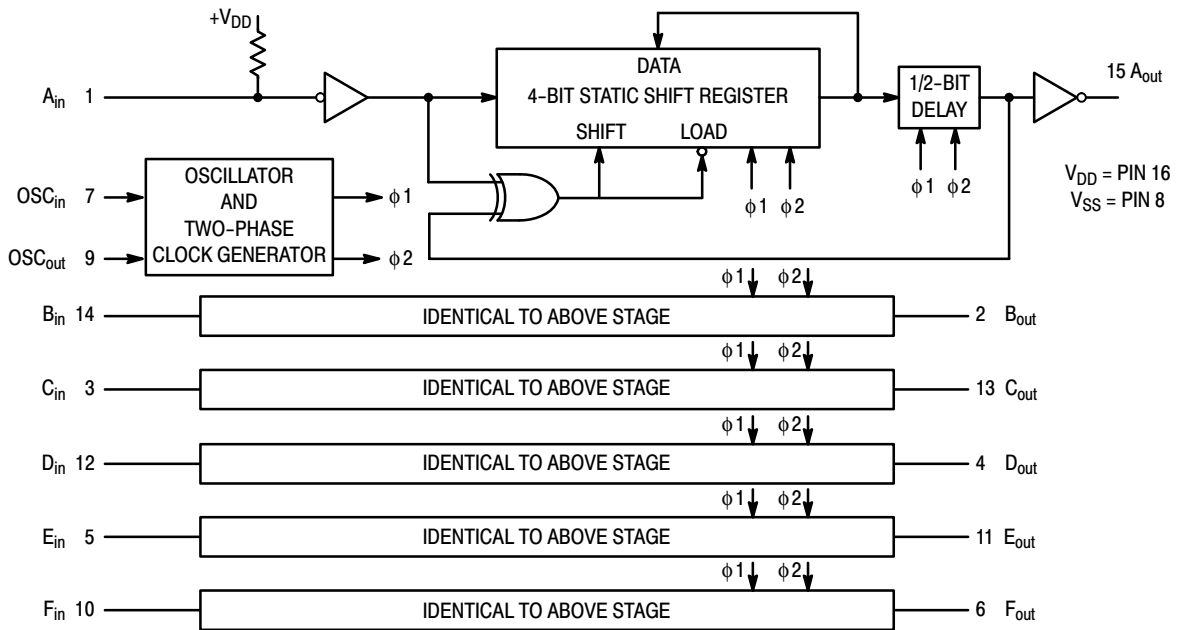 +VDD
Ain 1
DATA
4–BIT STATIC SHIFT REGISTER
SHIFT LOAD
1/2–BIT
DELAY
15 Aout
ϕ1 ϕ2
ϕ1 ϕ2
VDD = PIN 16
VSS = PIN 8
OSCin 7
OSCout 9
OSCILLATOR
AND
TWO–PHASE
CLOCK GENERATOR
ϕ1
ϕ2
ϕ1 ϕ2
Bin 14 IDENTICAL TO ABOVE STAGE 2 Bout
ϕ1 ϕ2
Cin 3 IDENTICAL TO ABOVE STAGE 13 Cout
ϕ1 ϕ2
Din 12 IDENTICAL TO ABOVE STAGE 4 Dout
ϕ1 ϕ2
Ein 5 IDENTICAL TO ABOVE STAGE 11 Eout
ϕ1 ϕ2
Fin 10 IDENTICAL TO ABOVE STAGE 6 Fout